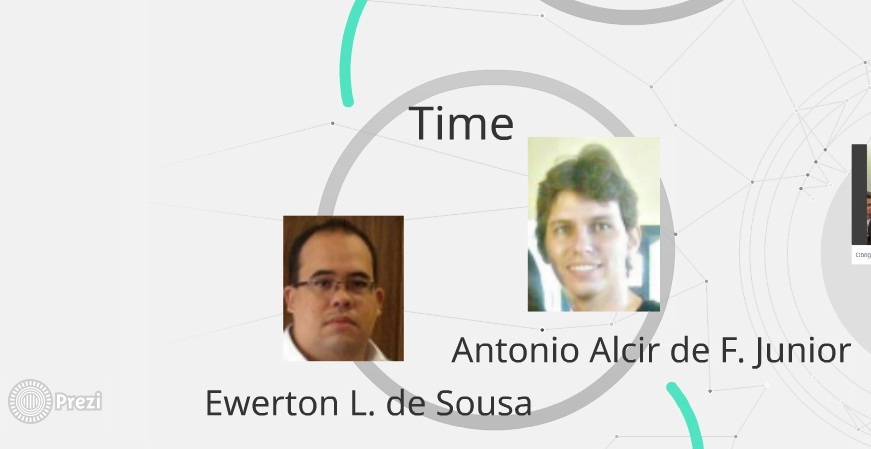 Time
Antonio Alcir de F. Junior
Ewerton L. de Sousa
Prezi